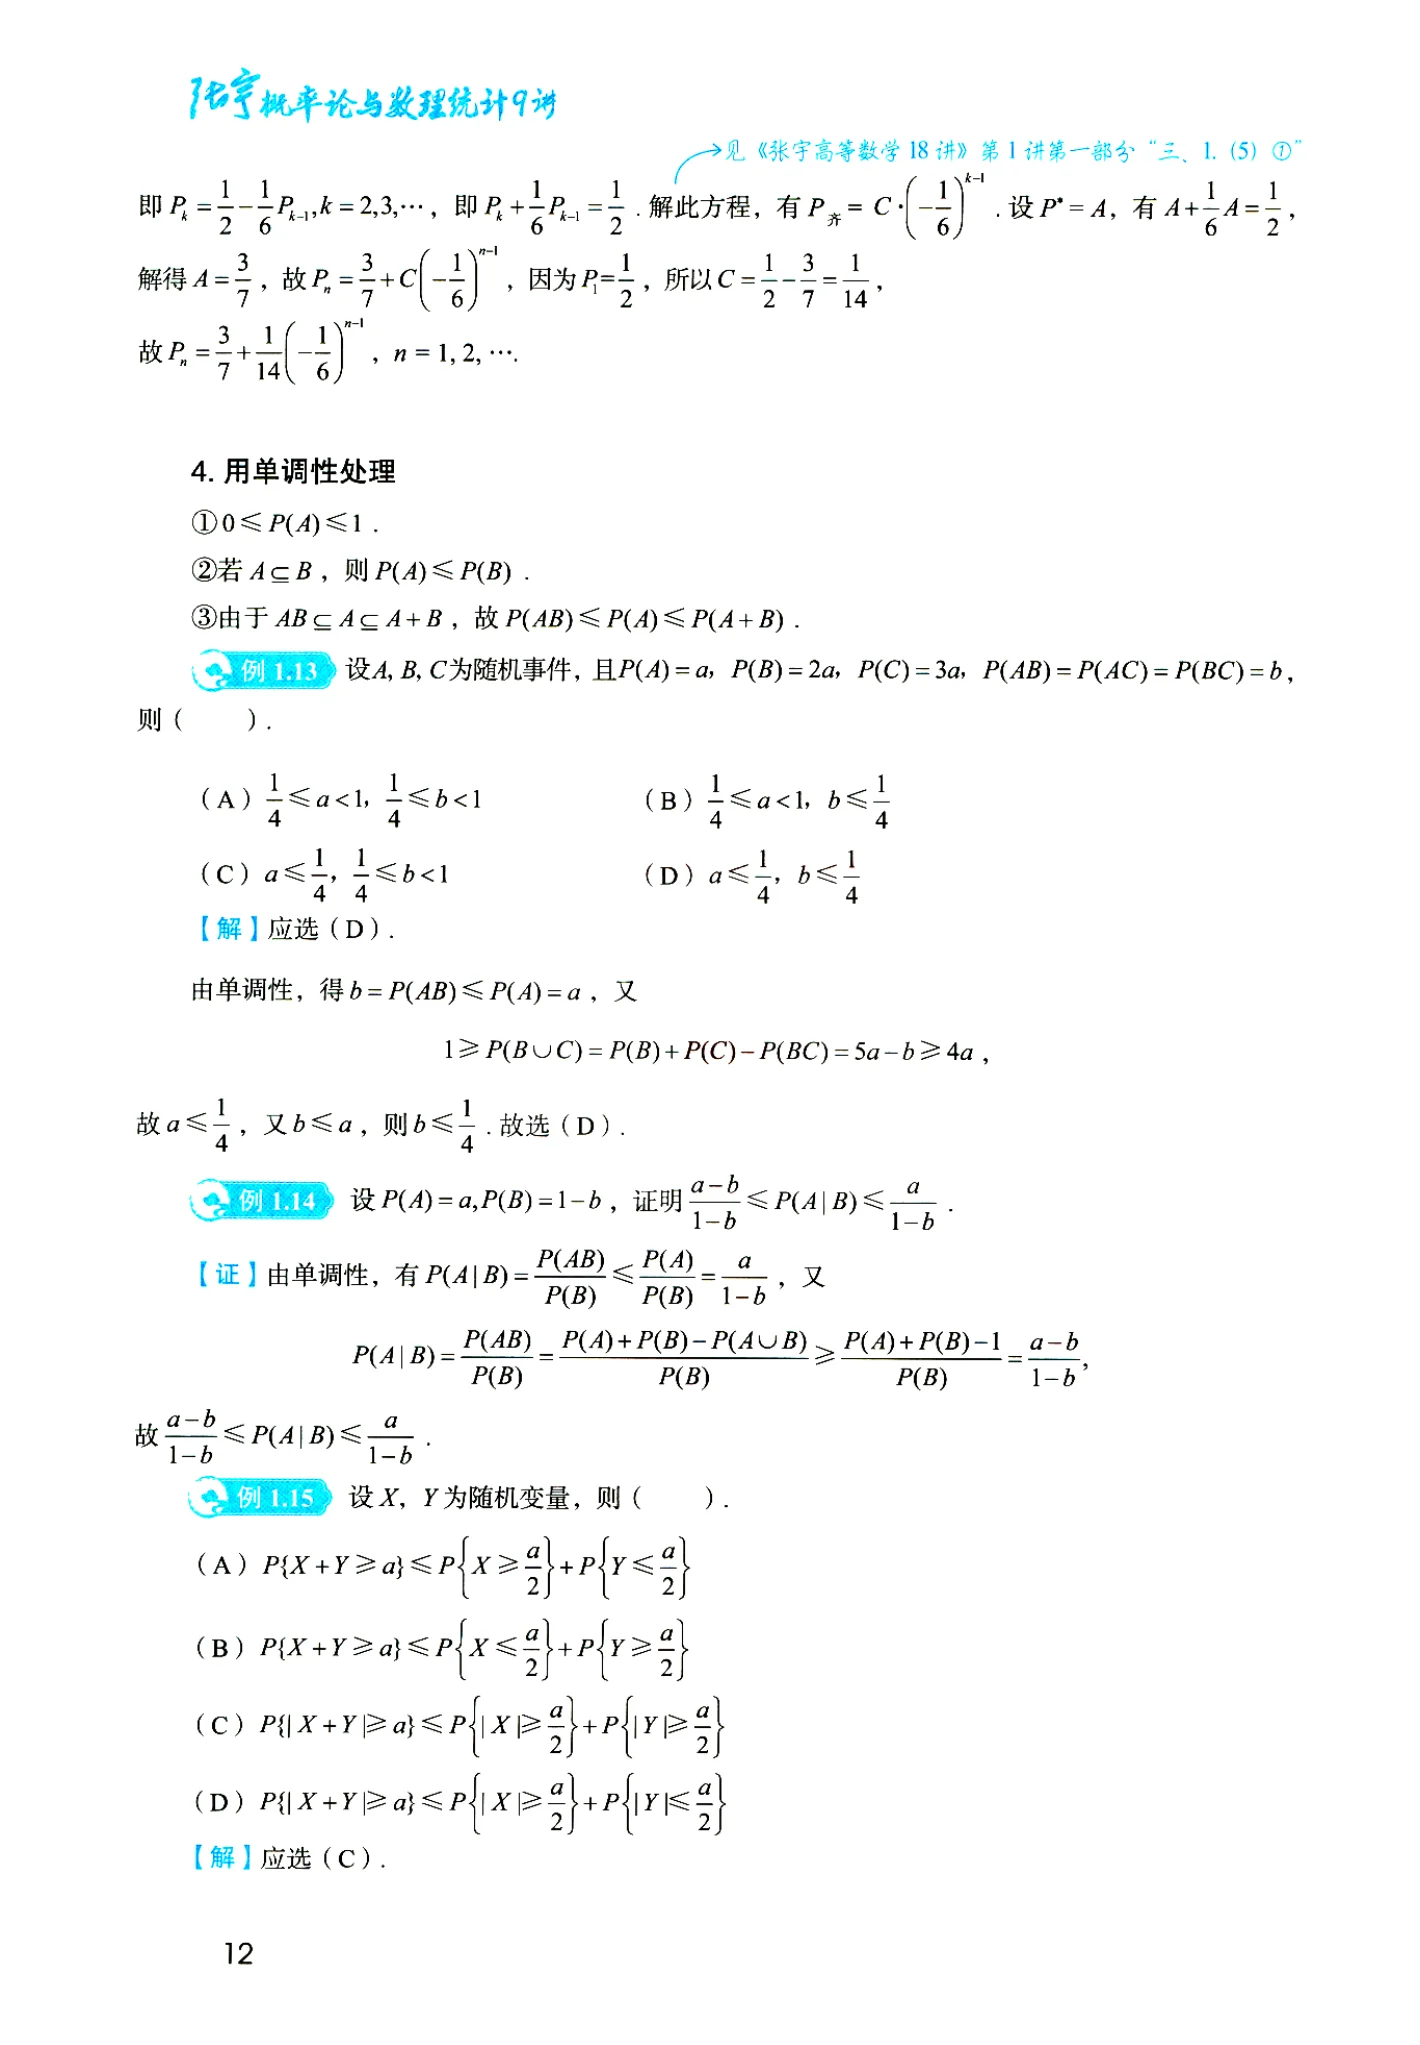 张宇概率论与数理统计9讲
见《张宇高等数学18讲》第1讲第一部分“三、1.(5)①”
即 $P_k=\frac{1}{2}-\frac{1}{6}P_{k-1},k=2,3,\cdots$，即 $P_k+\frac{1}{6}P_{k-1}=\frac{1}{2}$．解此方程，有 $P_{齐}=C\cdot\left(-\frac{1}{6}\right)^{k-1}$．设 $P^*=A$，有 $A+\frac{1}{6}A=\frac{1}{2}$，
解得 $A=\frac{3}{7}$，故 $P_n=\frac{3}{7}+C\left(-\frac{1}{6}\right)^{n-1}$，因为 $P_1=\frac{1}{2}$，所以 $C=\frac{1}{2}-\frac{3}{7}=\frac{1}{14}$，
故 $P_n=\frac{3}{7}+\frac{1}{14}\left(-\frac{1}{6}\right)^{n-1}$，$n=1,2,\cdots$.
4. 用单调性处理
①$0\leqslant P(A)\leqslant 1$．
②若 $A\subseteq B$，则 $P(A)\leqslant P(B)$．
③由于 $AB\subseteq A\subseteq A+B$，故 $P(AB)\leqslant P(A)\leqslant P(A+B)$．
例 1.13 设A, B, C为随机事件，且$P(A)=a$，$P(B)=2a$，$P(C)=3a$，$P(AB)=P(AC)=P(BC)=b$，
则（　　）．
（A）$\frac{1}{4}\leqslant a<1$，$\frac{1}{4}\leqslant b<1$　（B）$\frac{1}{4}\leqslant a<1$，$b\leqslant\frac{1}{4}$
（C）$a\leqslant\frac{1}{4}$，$\frac{1}{4}\leqslant b<1$　（D）$a\leqslant\frac{1}{4}$，$b\leqslant\frac{1}{4}$
【解】应选（D）．
由单调性，得 $b=P(AB)\leqslant P(A)=a$，又
$1\geqslant P(B\cup C)=P(B)+P(C)-P(BC)=5a-b\geqslant 4a$，
故 $a\leqslant\frac{1}{4}$，又 $b\leqslant a$，则 $b\leqslant\frac{1}{4}$．故选（D）．
例 1.14 设 $P(A)=a,P(B)=1-b$，证明 $\frac{a-b}{1-b}\leqslant P(A|B)\leqslant\frac{a}{1-b}$．
【证】由单调性，有 $P(A|B)=\frac{P(AB)}{P(B)}\leqslant\frac{P(A)}{P(B)}=\frac{a}{1-b}$，又
$P(A|B)=\frac{P(AB)}{P(B)}=\frac{P(A)+P(B)-P(A\cup B)}{P(B)}\geqslant\frac{P(A)+P(B)-1}{P(B)}=\frac{a-b}{1-b}$,
故 $\frac{a-b}{1-b}\leqslant P(A|B)\leqslant\frac{a}{1-b}$．
例 1.15 设 X，Y 为随机变量，则（　　）．
（A）$P\{X+Y\geqslant a\}\leqslant P\left\{X\geqslant\frac{a}{2}\right\}+P\left\{Y\leqslant\frac{a}{2}\right\}$
（B）$P\{X+Y\geqslant a\}\leqslant P\left\{X\leqslant\frac{a}{2}\right\}+P\left\{Y\geqslant\frac{a}{2}\right\}$
（C）$P\{|X+Y|\geqslant a\}\leqslant P\left\{|X|\geqslant\frac{a}{2}\right\}+P\left\{|Y|\geqslant\frac{a}{2}\right\}$
（D）$P\{|X+Y|\geqslant a\}\leqslant P\left\{|X|\geqslant\frac{a}{2}\right\}+P\left\{|Y|\leqslant\frac{a}{2}\right\}$
【解】应选（C）．
12